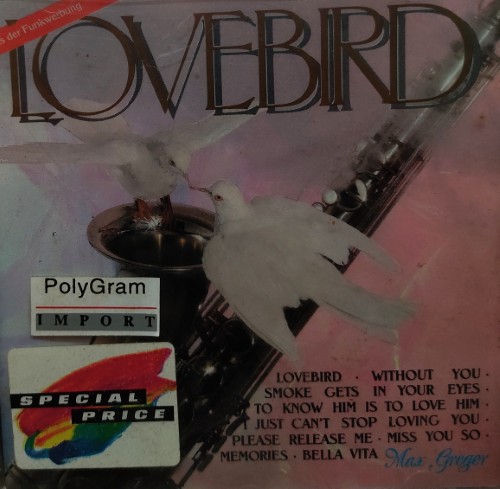 s der Funkwerbung
LOVEBIRD
PolyGram
IMPORT
SPECIAL
PRICE
LOVEBIRD · WITHOUT YOU ·
SMOKE GETS IN YOUR EYES ·
TO KNOW HIM IS TO LOVE HIM ·
I JUST CAN'T STOP LOVING YOU ·
PLEASE RELEASE ME · MISS YOU SO ·
MEMORIES · BELLA VITA Max Greger